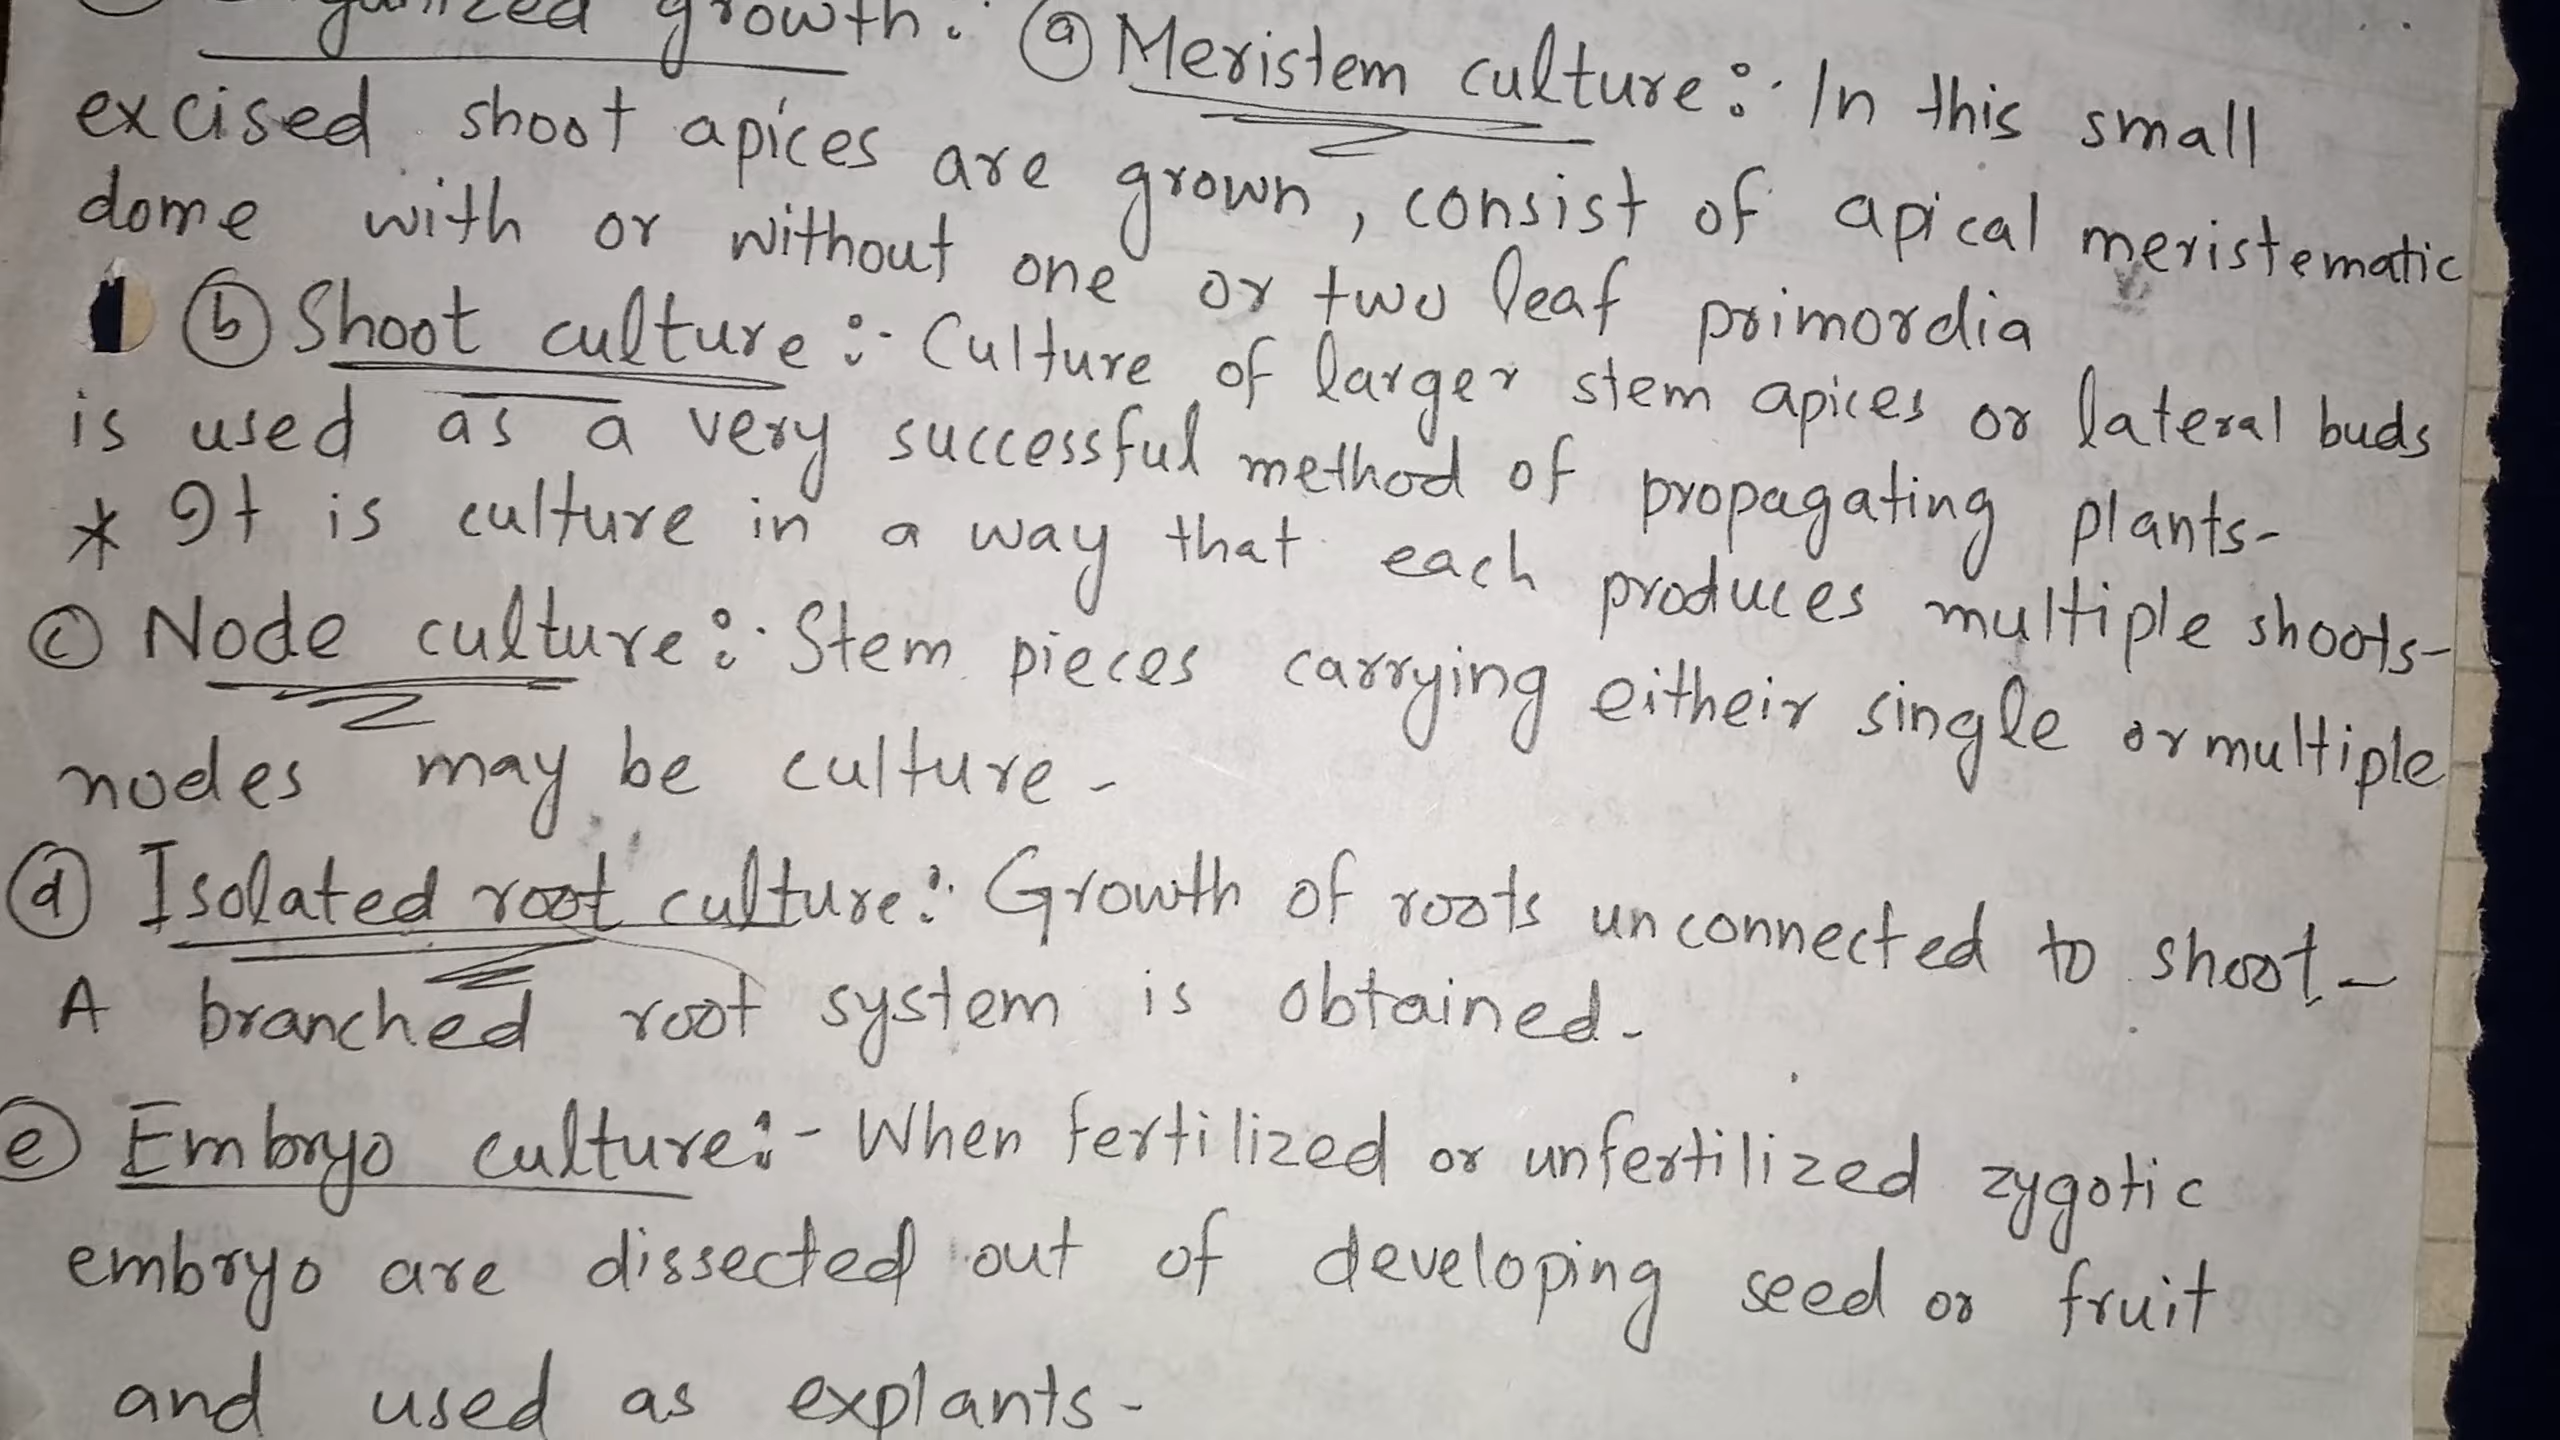 Organized growth:- (a) Meristem culture:- In this small
excised shoot apices are grown, consist of apical meristematic
dome with or without one or two leaf primordia
(b) Shoot culture:- Culture of larger stem apices or lateral buds
is used as a very successful method of propagating plants-
* It is culture in a way that each produces multiple shoots-
(c) Node culture:- Stem pieces carrying eitheir single or multiple
nodes may be culture-
(d) Isolated root culture:- Growth of roots unconnected to shoot-
A branched root system is obtained-
(e) Embryo culture:- When fertilized or unfertilized zygotic
embryo are dissected out of developing seed or fruit
and used as explants-